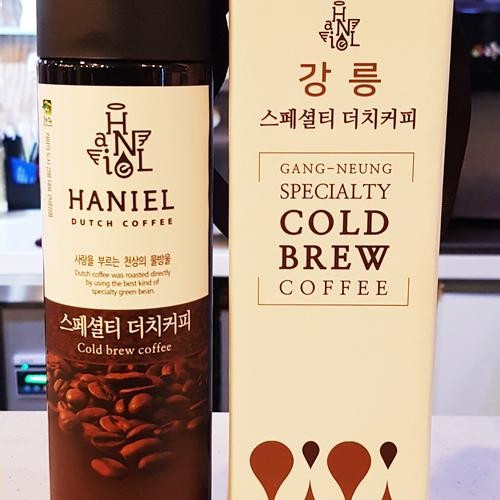 HANIEL
HANIEL
DUTCH COFFEE
사람을 부르는 천상의 물방울
Dutch coffee was roasted directly
by using the best kind of
specialty green bean.
스페셜티 더치커피
Cold brew coffee
HANIEL
강릉
스페셜티 더치커피
GANG-NEUNG
SPECIALTY
COLD
BREW
COFFEE